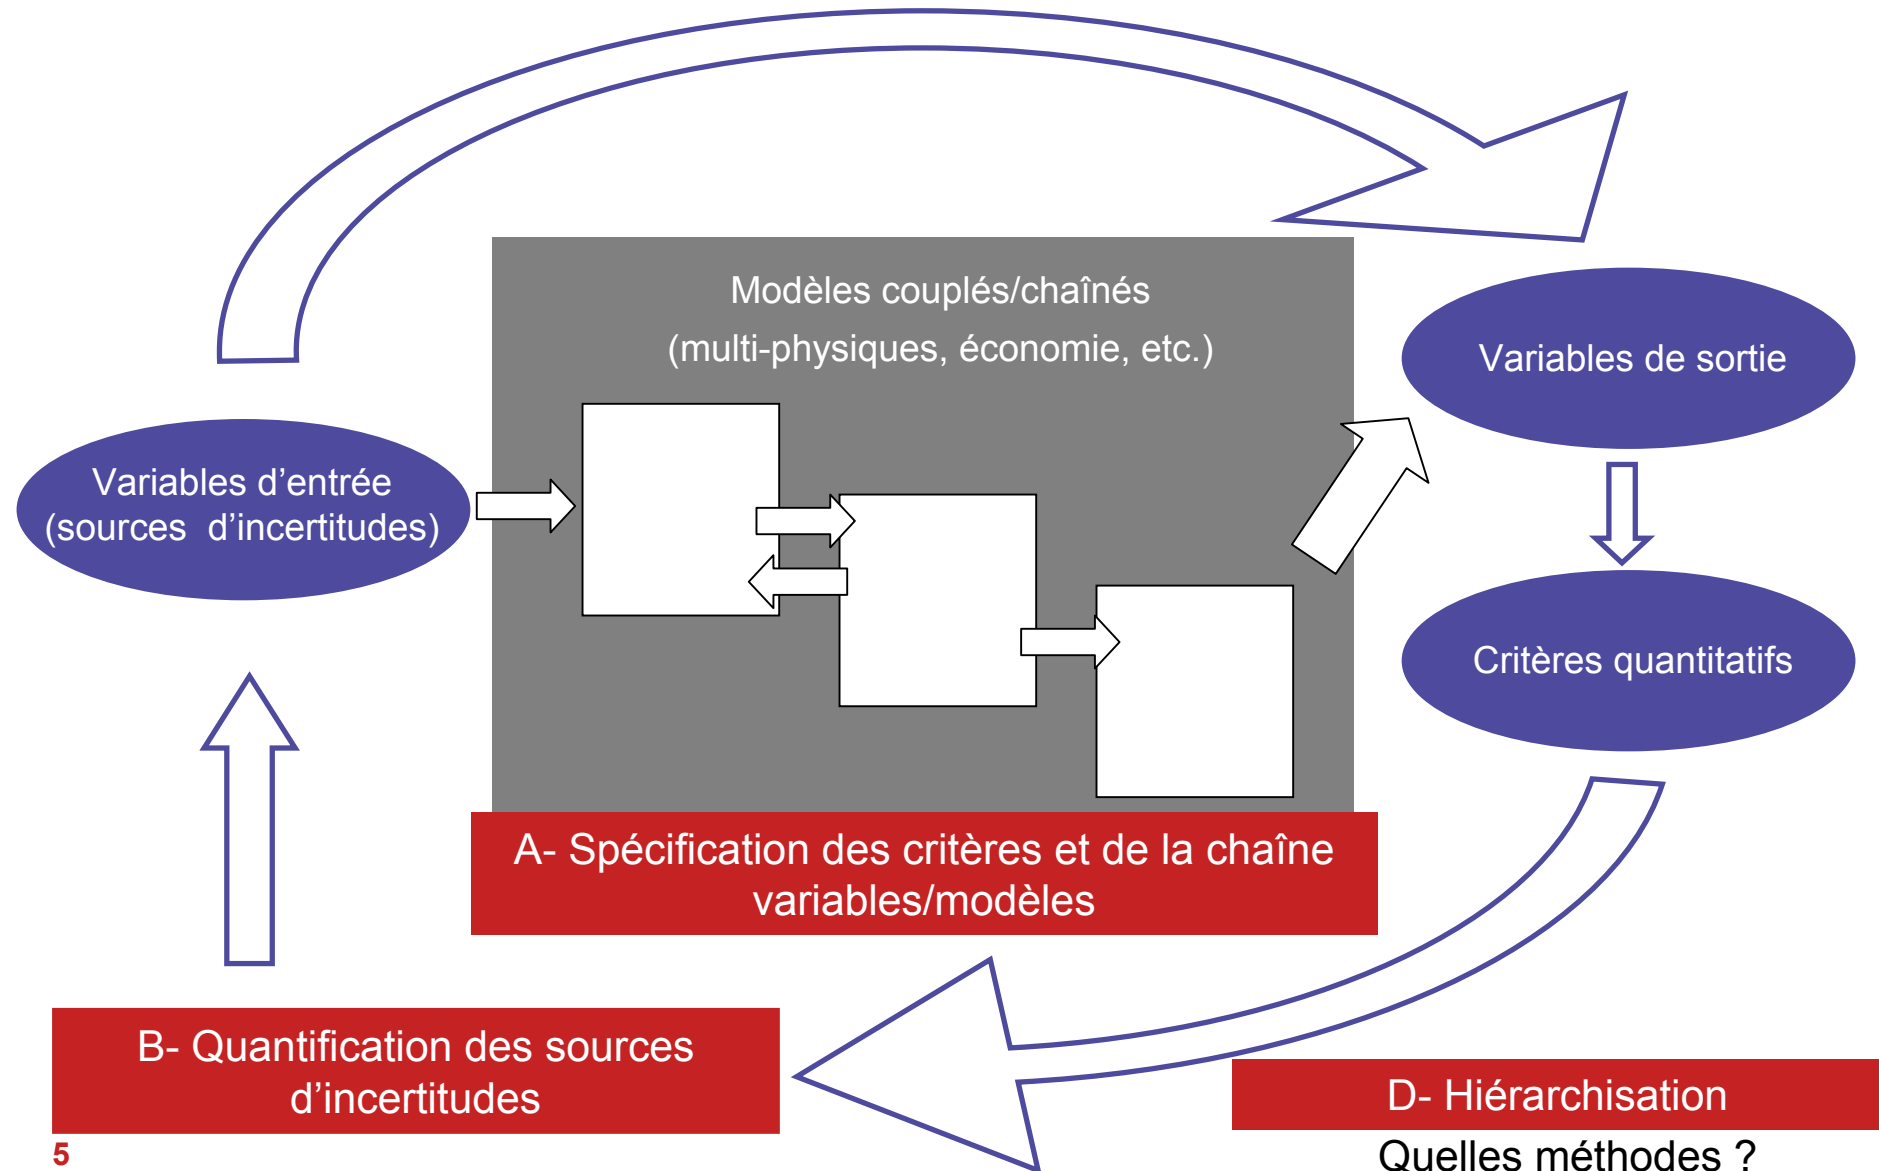 Modèles couplés/chaînés
(multi-physiques, économie, etc.)
Variables de sortie
Variables d’entrée
(sources d’incertitudes)
Critères quantitatifs
A- Spécification des critères et de la chaîne
variables/modèles
B- Quantification des sources
d’incertitudes
D- Hiérarchisation
Quelles méthodes ?
5